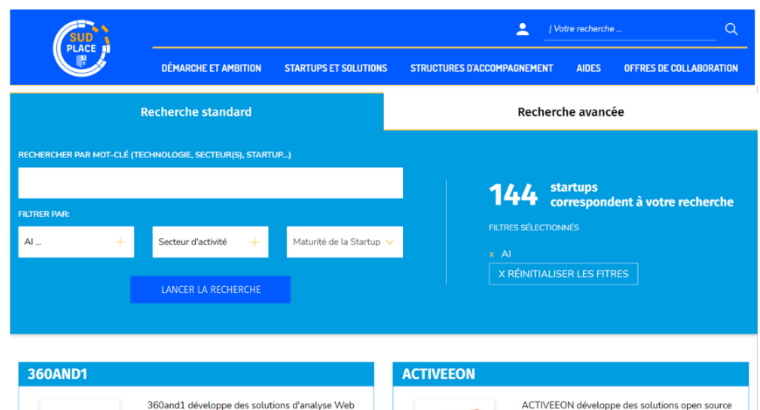 SUD
PLACE
| Votre recherche ...
DÉMARCHE ET AMBITION STARTUPS ET SOLUTIONS STRUCTURES D'ACCOMPAGNEMENT AIDES OFFRES DE COLLABORATION
Recherche standard Recherche avancée
RECHERCHER PAR MOT-CLÉ (TECHNOLOGIE, SECTEUR(S), STARTUP...)
144 startups
correspondent à votre recherche
FILTRER PAR:
FILTRES SÉLECTIONNÉS
AI ... + Secteur d'activité + Maturité de la Startup
x AI
X RÉINITIALISER LES FITRES
LANCER LA RECHERCHE
360AND1 ACTIVEEON
360and1 développe des solutions d'analyse Web ACTIVEEON développe des solutions open source